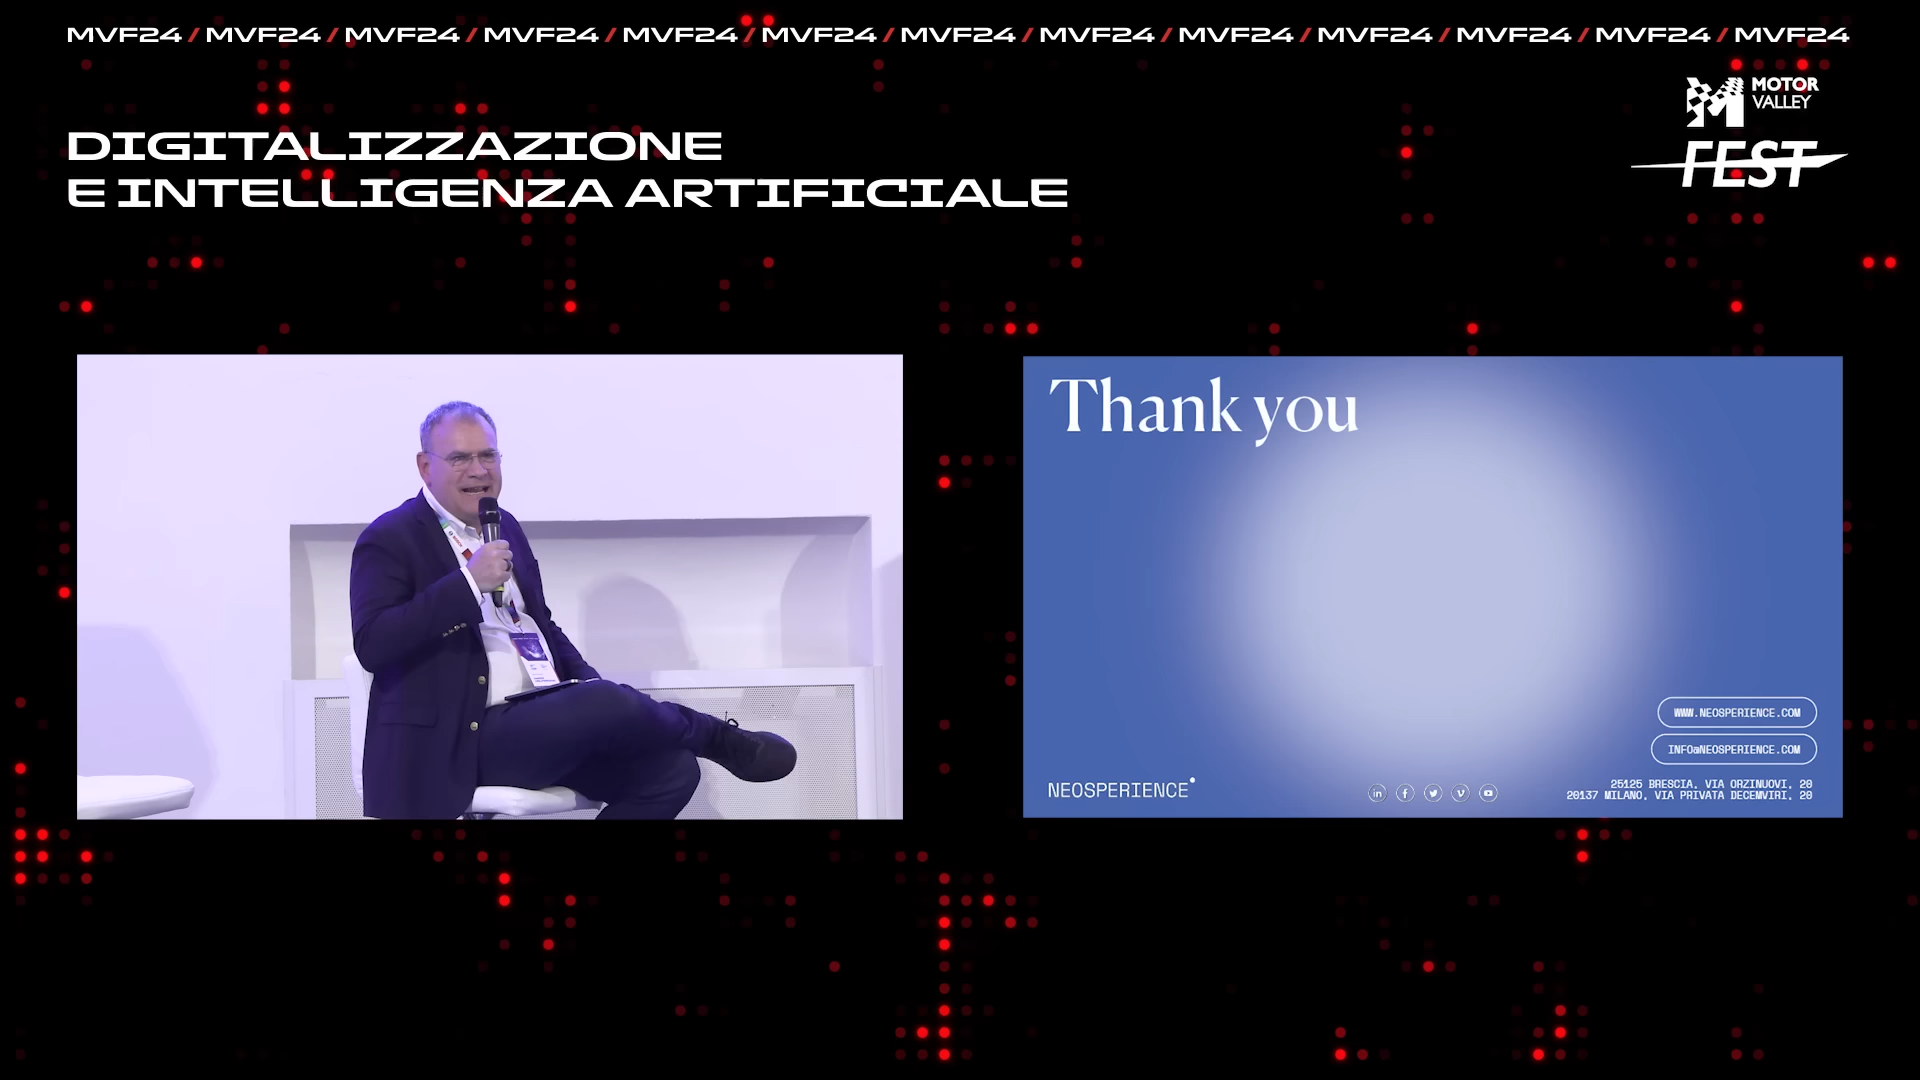 MVF24 / MVF24 / MVF24 / MVF24 / MVF24 / MVF24 / MVF24 / MVF24 / MVF24 / MVF24 / MVF24 / MVF24 / MVF24
MOTOR
VALLEY
FEST
DIGITALIZZAZIONE
E INTELLIGENZA ARTIFICIALE
Thank you
WWW.NEOSPERIENCE.COM
INFO@NEOSPERIENCE.COM
NEOSPERIENCE
25125 BRESCIA, VIA ORZINUOVI, 20
20137 MILANO, VIA PRIVATA DECEMVIRI, 20